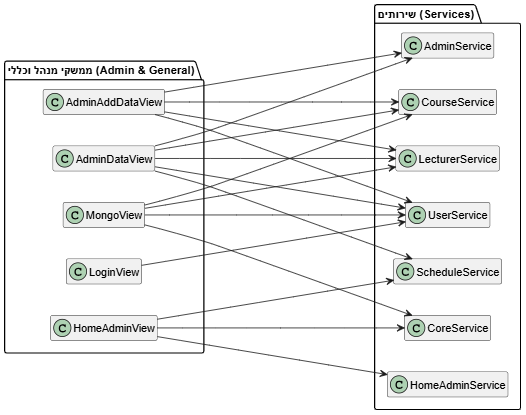 שירותים (Services)
C AdminService
ממשקי מנהל וכללי (Admin & General)
C AdminAddDataView
C CourseService
C AdminDataView
C LecturerService
C MongoView
C UserService
C LoginView
C ScheduleService
C HomeAdminView
C CoreService
C HomeAdminService